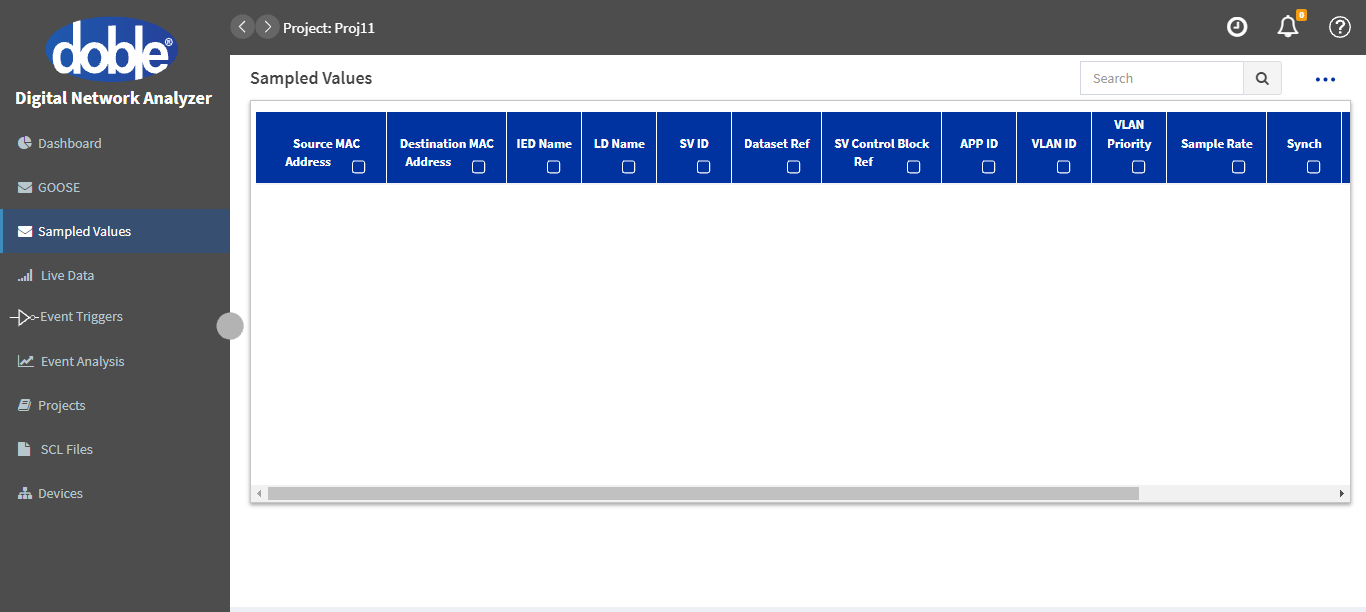 doble®
Digital Network Analyzer
Dashboard
GOOSE
Sampled Values
Live Data
Event Triggers
Event Analysis
Projects
SCL Files
Devices
Project: Proj11
0
Sampled Values
Search
Source MAC
Address
Destination MAC
Address
IED Name
LD Name
SV ID
Dataset Ref
SV Control Block
Ref
APP ID
VLAN ID
VLAN
Priority
Sample Rate
Synch